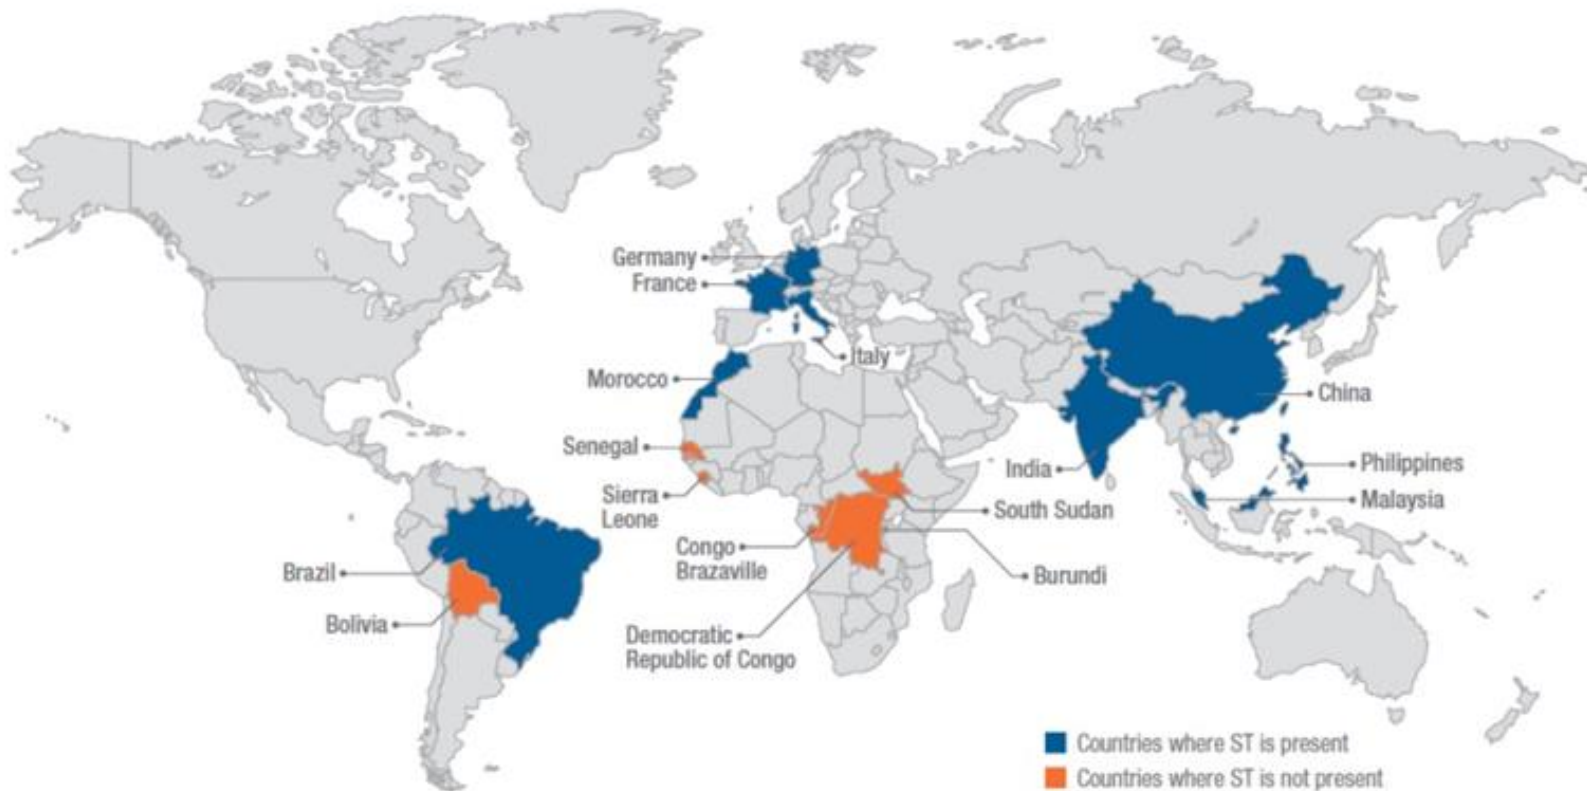 Germany
France
Italy
Morocco
China
Senegal
India
Philippines
Sierra
Leone
Malaysia
South Sudan
Congo
Brazaville
Brazil
Burundi
Bolivia
Democratic
Republic of Congo
Countries where ST is present
Countries where ST is not present